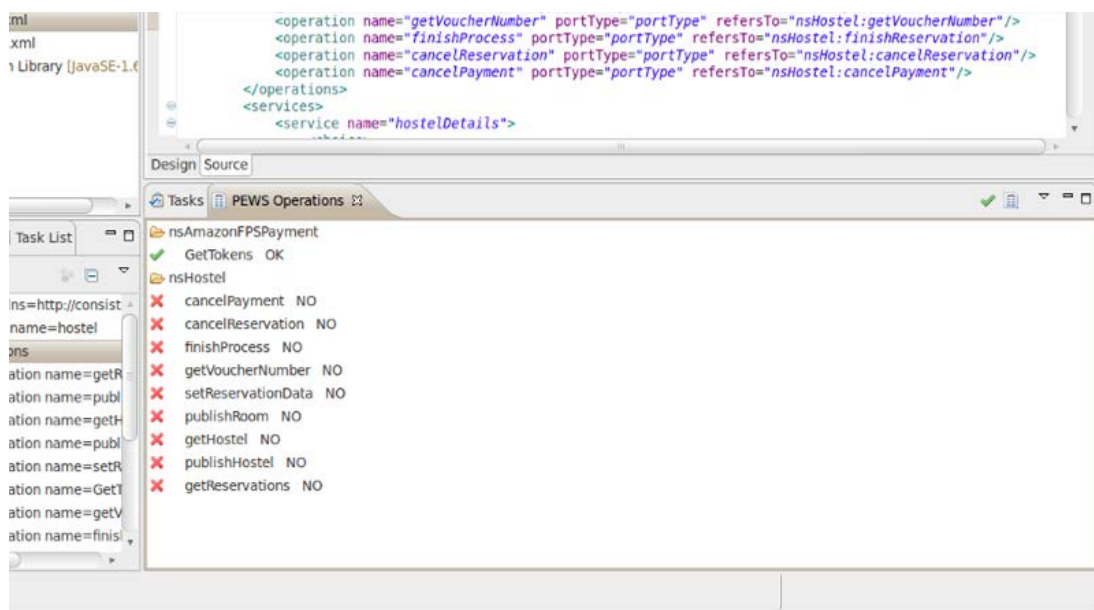 .xml
.xml
n Library [JavaSE-1.6
<operation name="getVoucherNumber" portType="portType" refersTo="nsHostel:getVoucherNumber"/>
<operation name="finishProcess" portType="portType" refersTo="nsHostel:finishReservation"/>
<operation name="cancelReservation" portType="portType" refersTo="nsHostel:cancelReservation"/>
<operation name="cancelPayment" portType="portType" refersTo="nsHostel:cancelPayment"/>
</operations>
<services>
<service name="hostelDetails">
Design Source
Tasks PEWS Operations
Task List
ns=http://consist
name=hostel
ons
ation name=getR
ation name=publ
ation name=getH
ation name=publ
ation name=setR
ation name=GetT
ation name=getV
ation name=finis
nsAmazonFPSPayment
GetTokens OK
nsHostel
cancelPayment NO
cancelReservation NO
finishProcess NO
getVoucherNumber NO
setReservationData NO
publishRoom NO
getHostel NO
publishHostel NO
getReservations NO